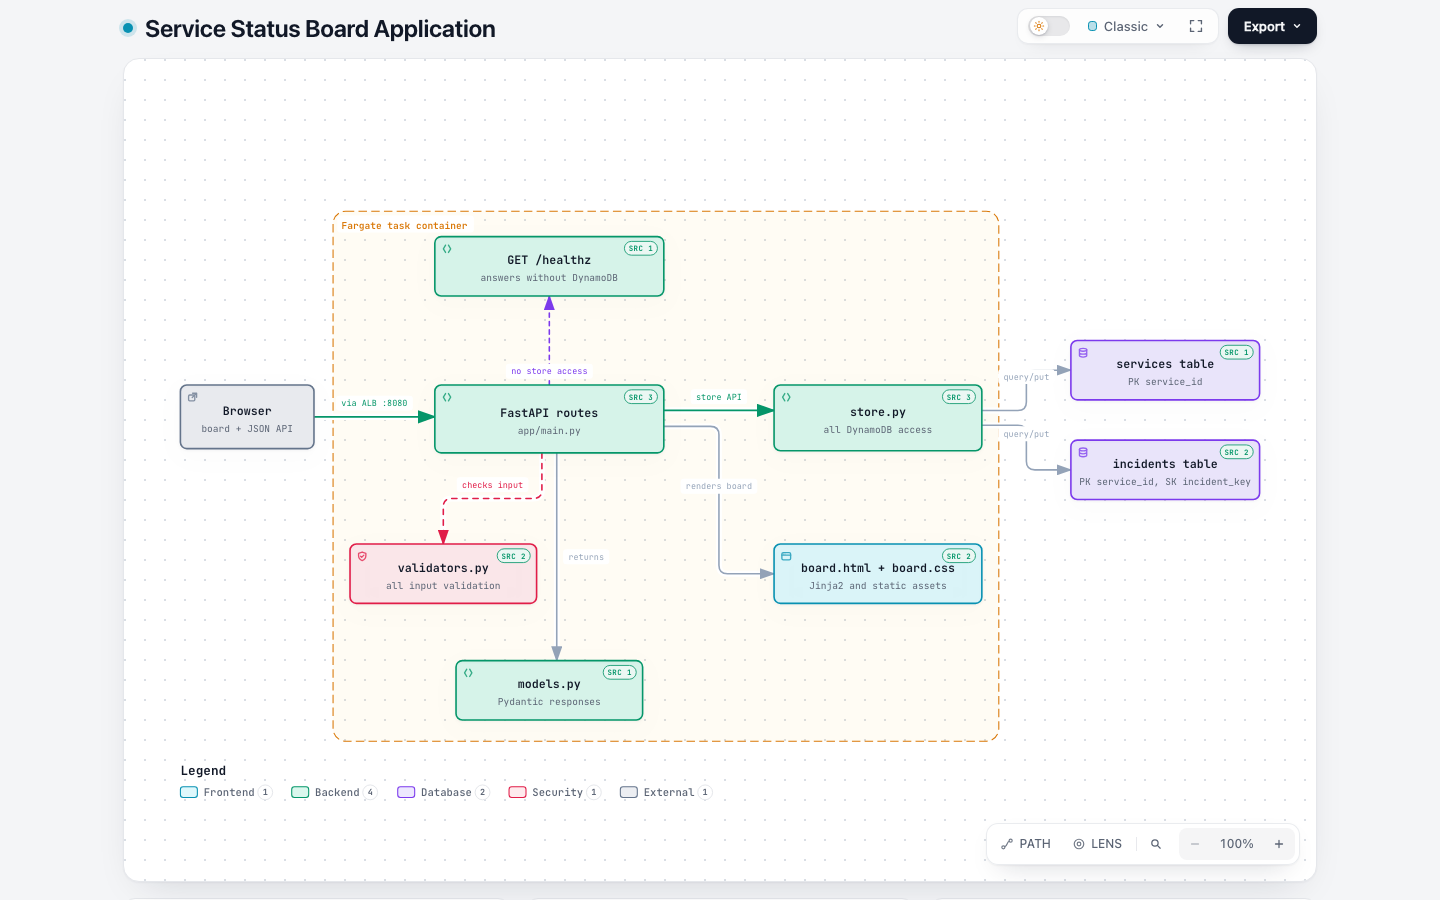 Service Status Board Application
Classic
Export
Fargate task container
SRC 1
GET /healthz
answers without DynamoDB
no store access
Browser
board + JSON API
via ALB :8080
SRC 3
FastAPI routes
app/main.py
store API
SRC 3
store.py
all DynamoDB access
query/put
SRC 1
services table
PK service_id
query/put
SRC 2
incidents table
PK service_id, SK incident_key
checks input
renders board
returns
SRC 2
validators.py
all input validation
SRC 2
board.html + board.css
Jinja2 and static assets
SRC 1
models.py
Pydantic responses
Legend
Frontend 1
Backend 4
Database 2
Security 1
External 1
PATH
LENS
− 100% +